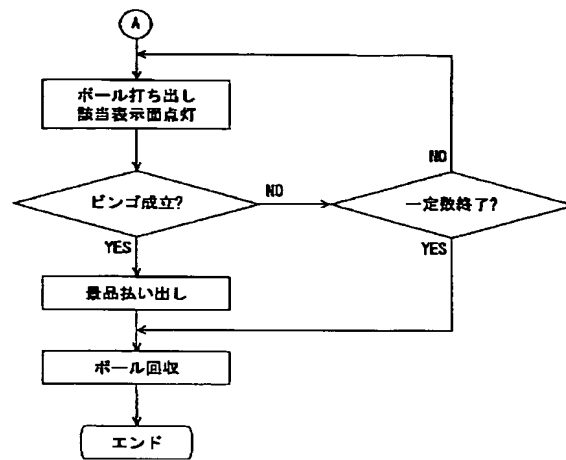 A
ボール打ち出し
該当表示面点灯
NO
ビンゴ成立?
NO
一定数終了?
YES
YES
景品払い出し
ボール回収
エンド